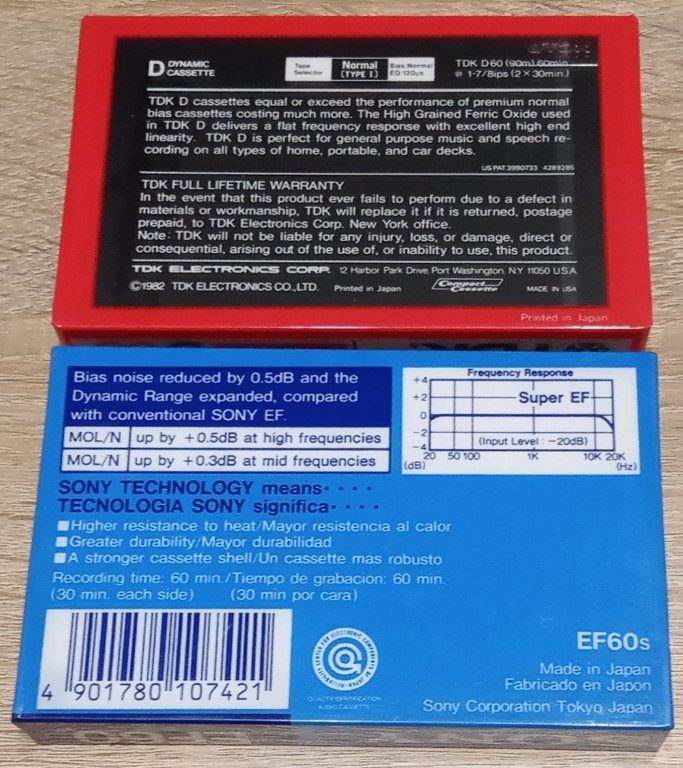 D DYNAMIC CASSETTE
Tape Selector
Normal [TYPE I]
Bias: Normal EQ: 120µs
TDK D60 (90m) 60min. @ 1-7/8ips (2×30min.)
TDK D cassettes equal or exceed the performance of premium normal
bias cassettes costing much more. The High Grained Ferric Oxide used
in TDK D delivers a flat frequency response with excellent high end
linearity. TDK D is perfect for general purpose music and speech re-
cording on all types of home, portable, and car decks.
US PAT 3990733 4289285
TDK FULL LIFETIME WARRANTY
In the event that this product ever fails to perform due to a defect in
materials or workmanship, TDK will replace it if it is returned, postage
prepaid, to TDK Electronics Corp. New York office.
Note: TDK will not be liable for any injury, loss, or damage, direct or
consequential, arising out of the use of, or inability to use, this product.
TDK ELECTRONICS CORP. 12 Harbor Park Drive, Port Washington, N.Y. 11050 U.S.A.
©1982 TDK ELECTRONICS CO., LTD. Printed in Japan Compact Cassette MADE IN USA
Printed in Japan
Bias noise reduced by 0.5dB and the
Dynamic Range expanded, compared
with conventional SONY EF.
MOL/N up by +0.5dB at high frequencies
MOL/N up by +0.3dB at mid frequencies
Frequency Response
+4
+2
0
-2
-4
(dB)
Super EF
(Input Level: -20dB)
20 50 100 1K 10K 20K
(Hz)
SONY TECHNOLOGY means····
TECNOLOGIA SONY significa····
■Higher resistance to heat/Mayor resistencia al calor
■Greater durability/Mayor durabilidad
■A stronger cassette shell/Un cassette mas robusto
Recording time: 60 min./Tiempo de grabacion: 60 min.
(30 min. each side) (30 min por cara)
4 901780 107421
QUALITY CERTIFICATION
AUDIO CASSETTE
EF60s
Made in Japan
Fabricado en Japon
Sony Corporation Tokyo Japan